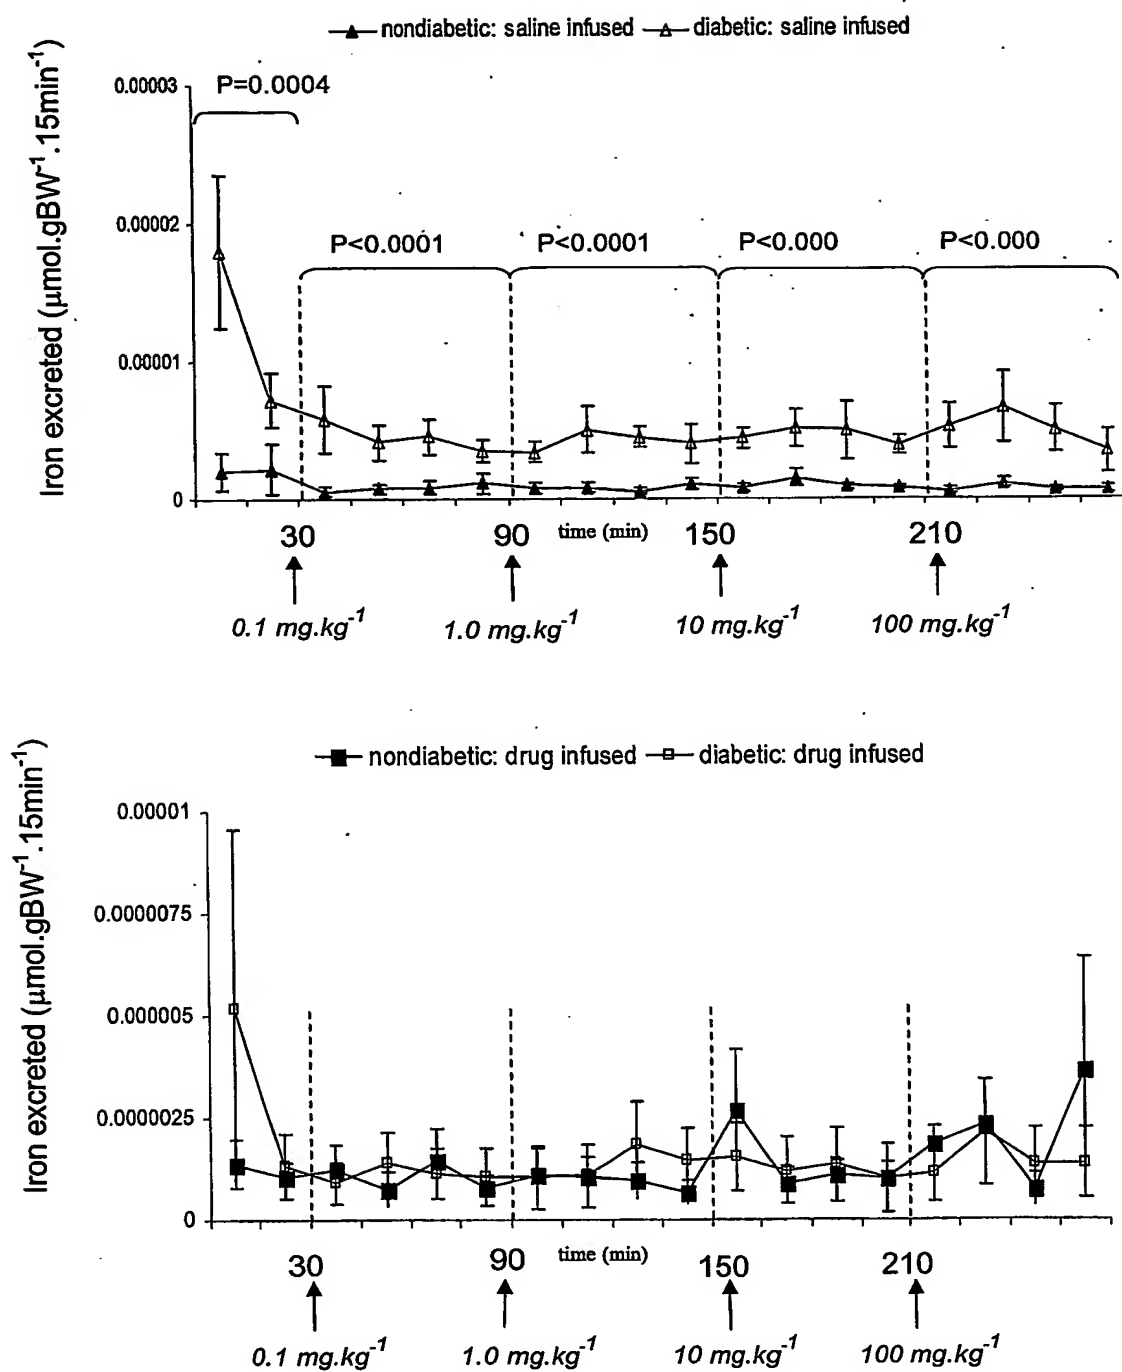 nondiabetic: saline infused diabetic: saline infused
P=0.0004
0.00003
0.00002
0.00001
0
Iron excreted (µmol.gBW⁻¹.15min⁻¹)
P<0.0001 P<0.0001 P<0.000 P<0.000
30 90 time (min) 150 210
0.1 mg.kg⁻¹ 1.0 mg.kg⁻¹ 10 mg.kg⁻¹ 100 mg.kg⁻¹
nondiabetic: drug infused diabetic: drug infused
0.00001
0.0000075
0.000005
0.0000025
0
Iron excreted (µmol.gBW⁻¹.15min⁻¹)
30 90 time (min) 150 210
0.1 mg.kg⁻¹ 1.0 mg.kg⁻¹ 10 mg.kg⁻¹ 100 mg.kg⁻¹